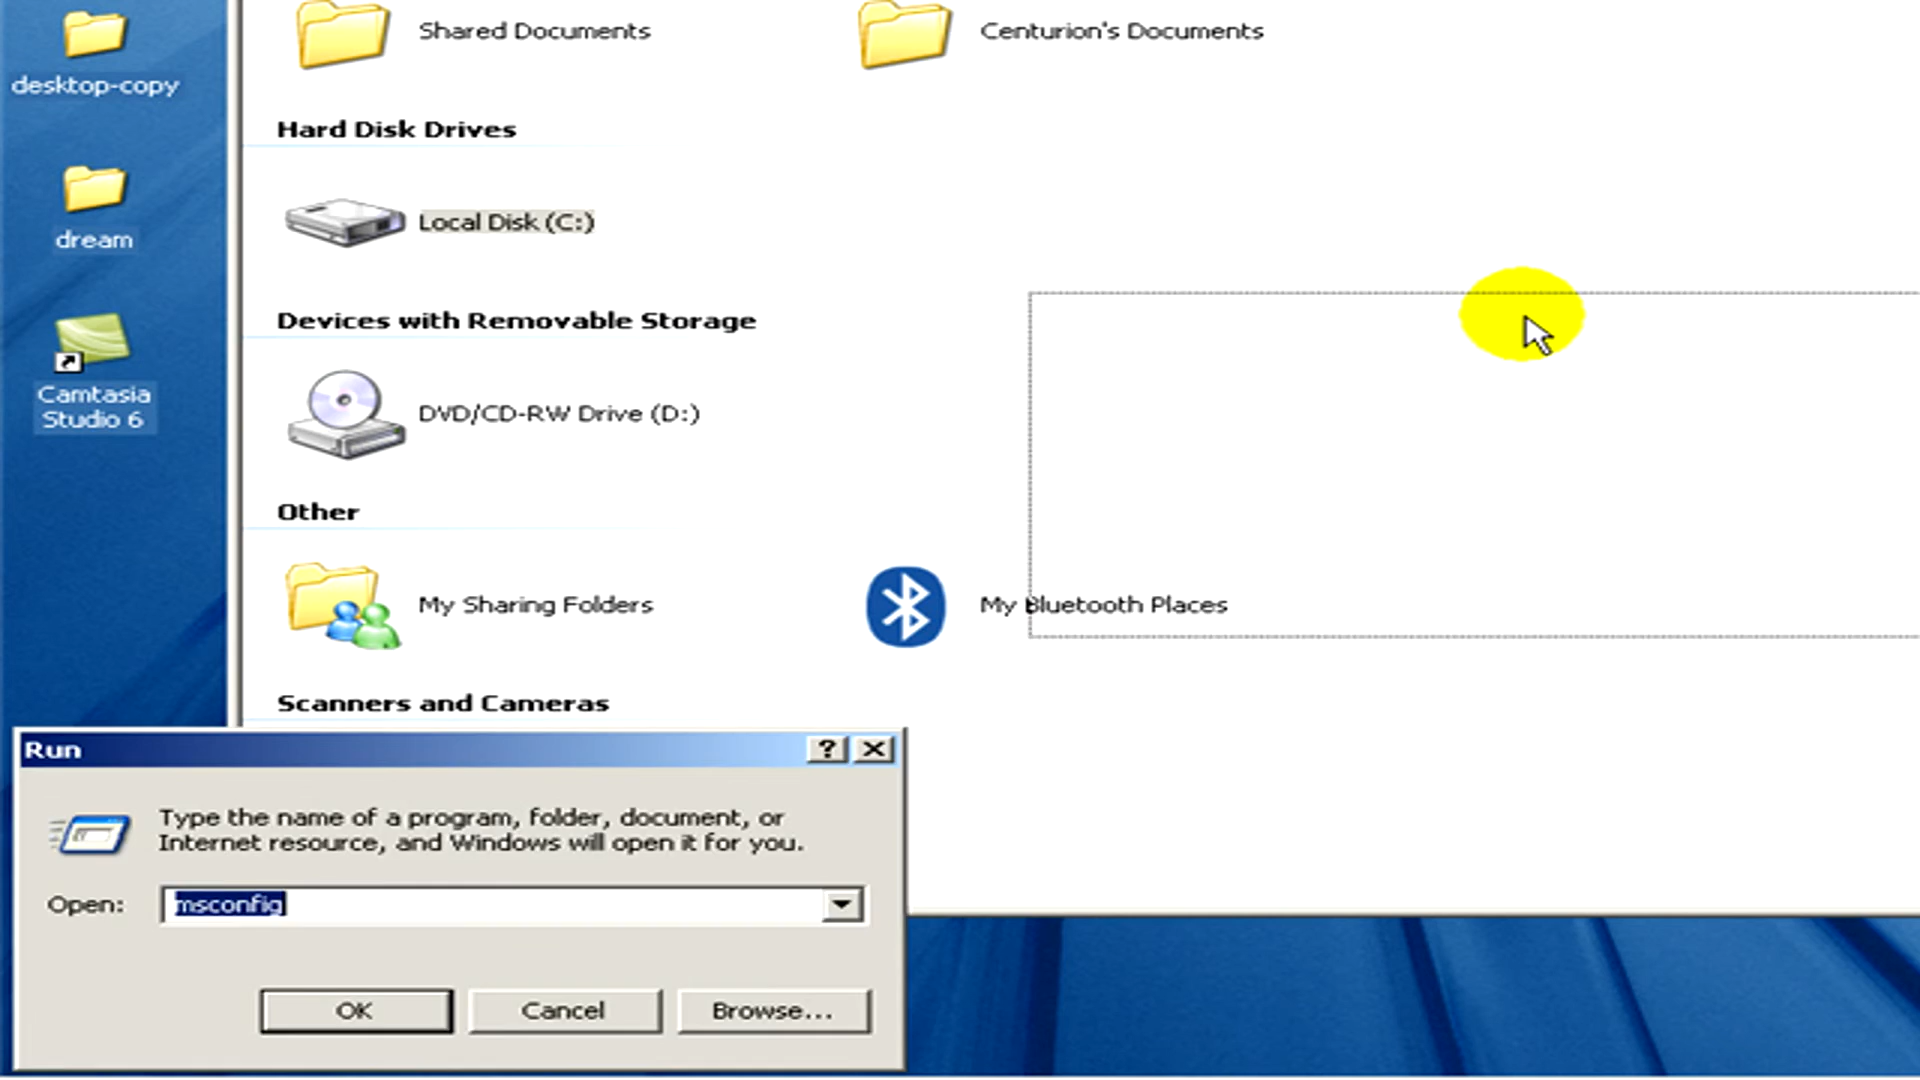 Shared Documents
Centurion's Documents
desktop-copy
Hard Disk Drives
Local Disk (C:)
dream
Devices with Removable Storage
Camtasia
Studio 6
DVD/CD-RW Drive (D:)
Other
My Sharing Folders
My Bluetooth Places
Scanners and Cameras
Run
Type the name of a program, folder, document, or
Internet resource, and Windows will open it for you.
Open: msconfig
OK
Cancel
Browse...